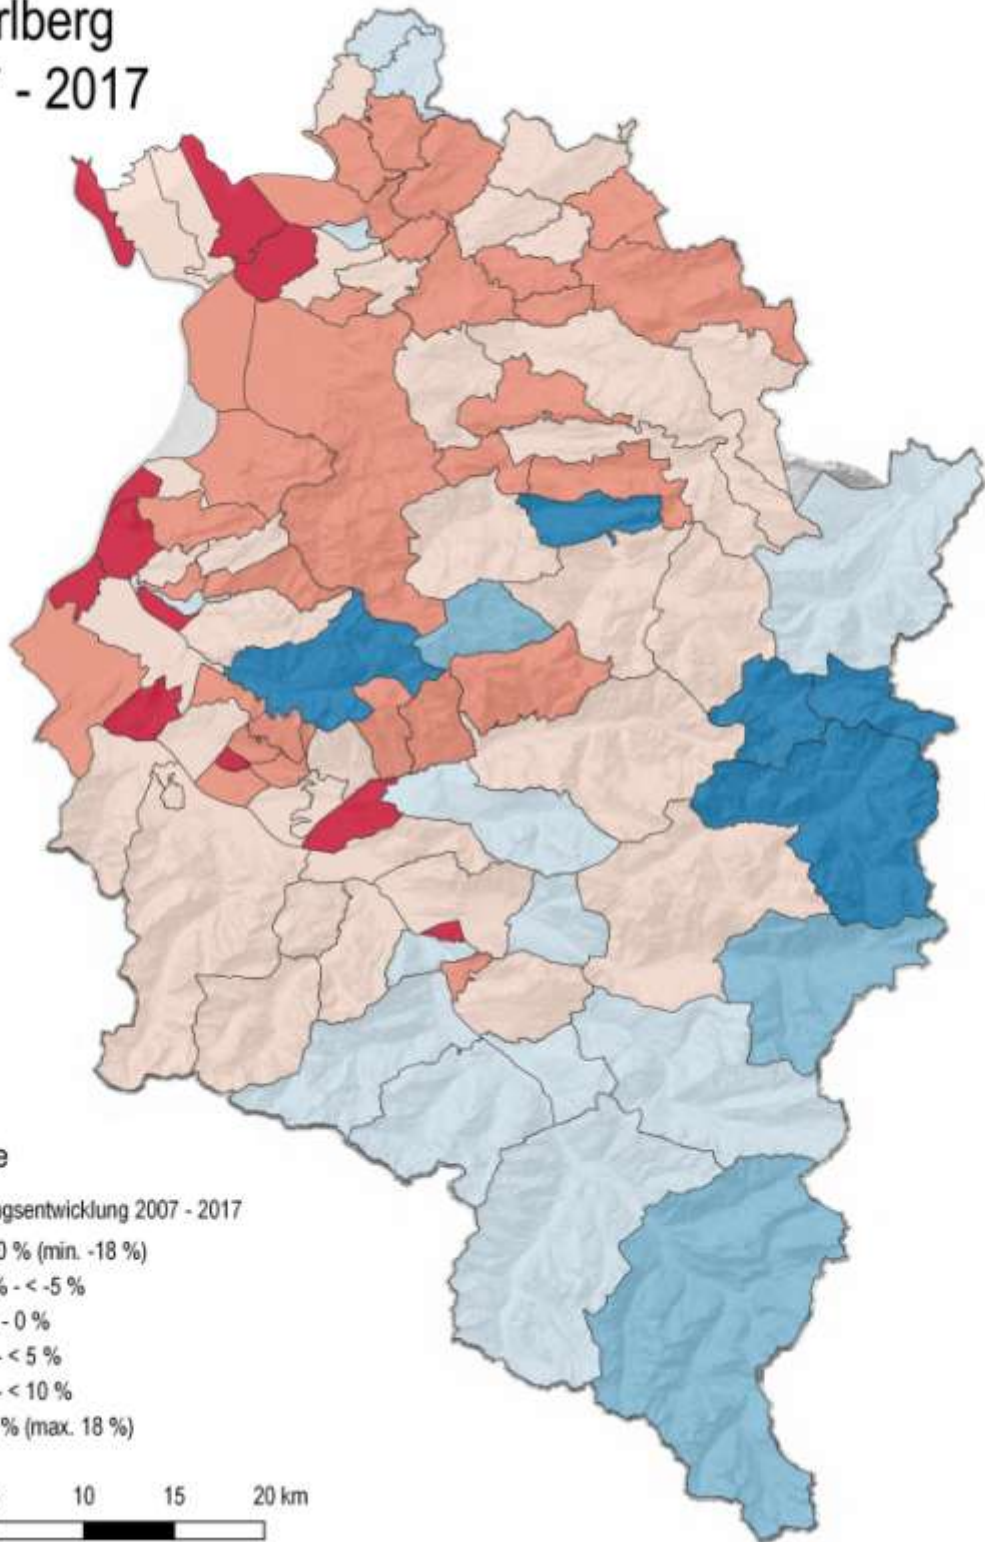 rlberg
- 2017
e
gsentwicklung 2007 - 2017
0 % (min. -18 %)
% - < -5 %
- 0 %
- < 5 %
- < 10 %
% (max. 18 %)
10 15 20 km